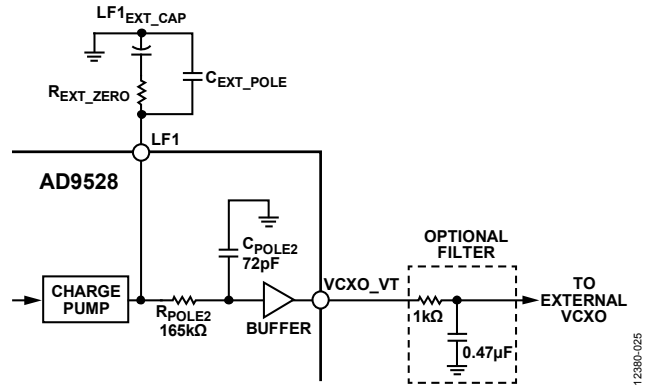 LF1EXT_CAP
REXT_ZERO
CEXT_POLE
LF1
AD9528
CPOLE2
72pF
CHARGE
PUMP
RPOLE2
165kΩ
BUFFER
VCXO_VT
OPTIONAL
FILTER
1kΩ
0.47µF
TO
EXTERNAL
VCXO
12380-025